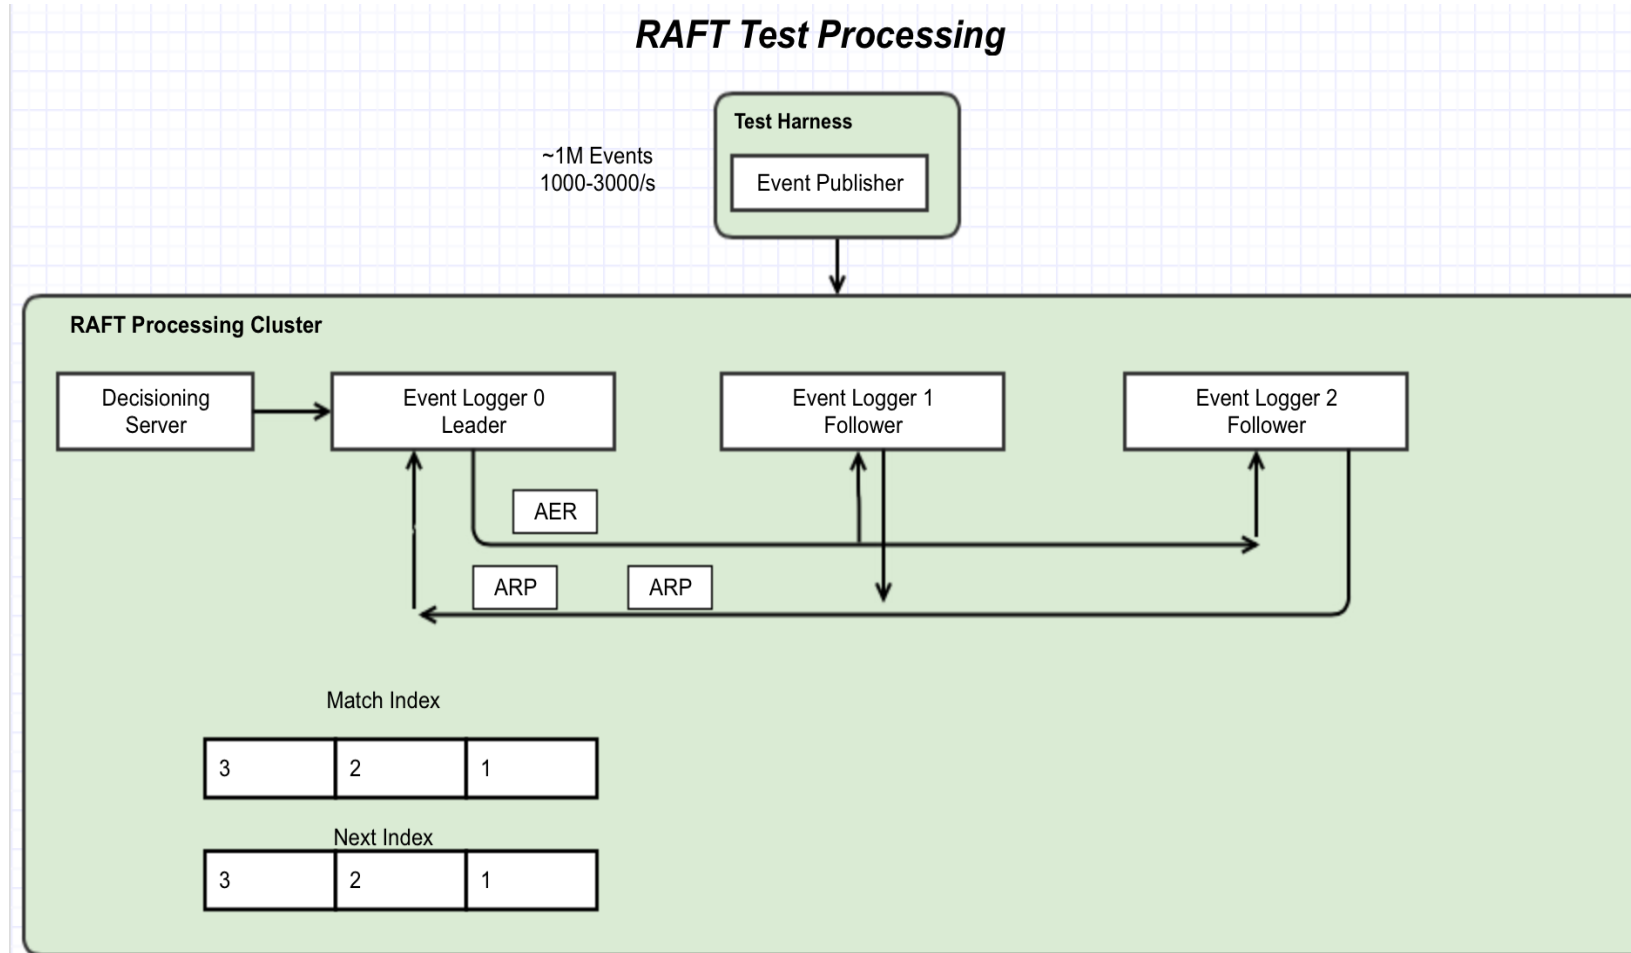 RAFT Test Processing
Test Harness
~1M Events
1000-3000/s
Event Publisher
RAFT Processing Cluster
Decisioning
Server
Event Logger 0
Leader
Event Logger 1
Follower
Event Logger 2
Follower
AER
ARP
ARP
Match Index
3 2 1
Next Index
3 2 1